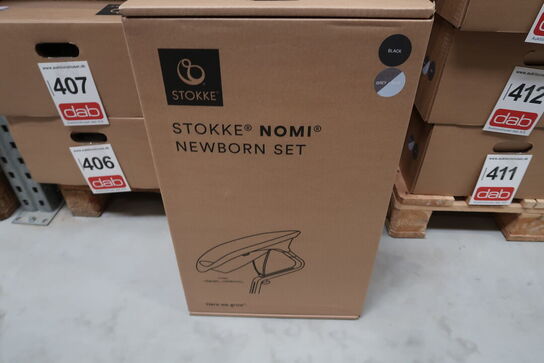 BLACK
GREY
STOKKE
STOKKE® NOMI®
NEWBORN SET
407
dab
406
dab
412
dab
411
dab